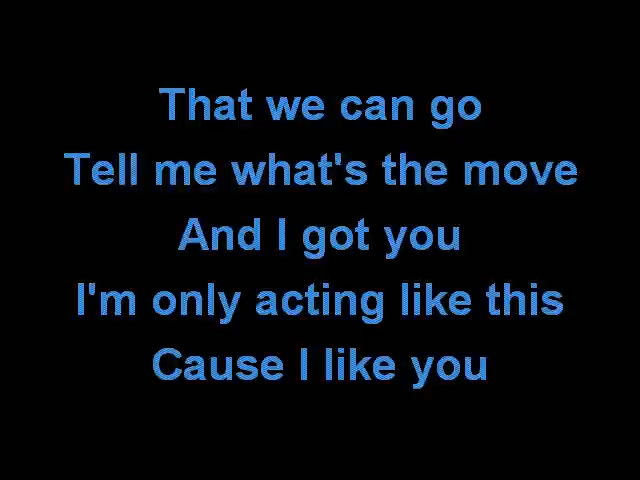 That we can go
Tell me what's the move
And I got you
I'm only acting like this
Cause I like you